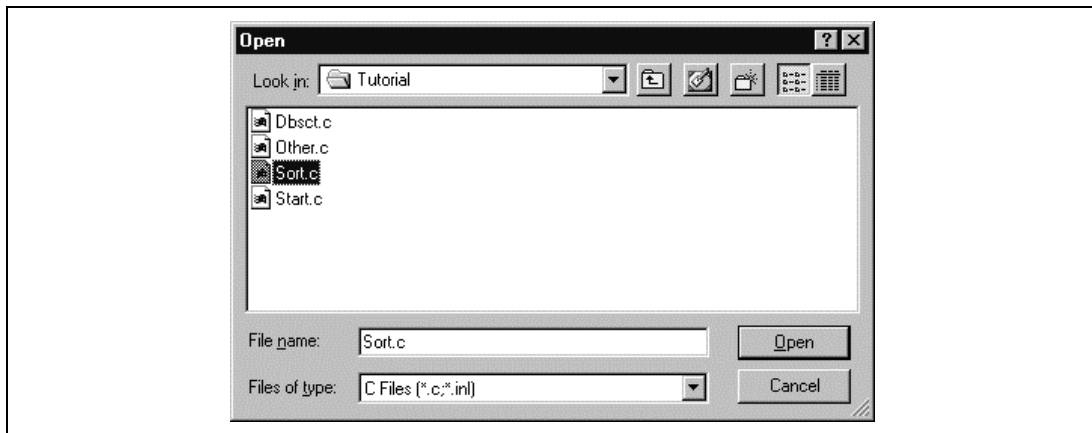 Open
Look in: Tutorial
Dbsct.c
Other.c
Sort.c
Start.c
File name: Sort.c Open
Files of type: C Files (*.c;*.inl) Cancel